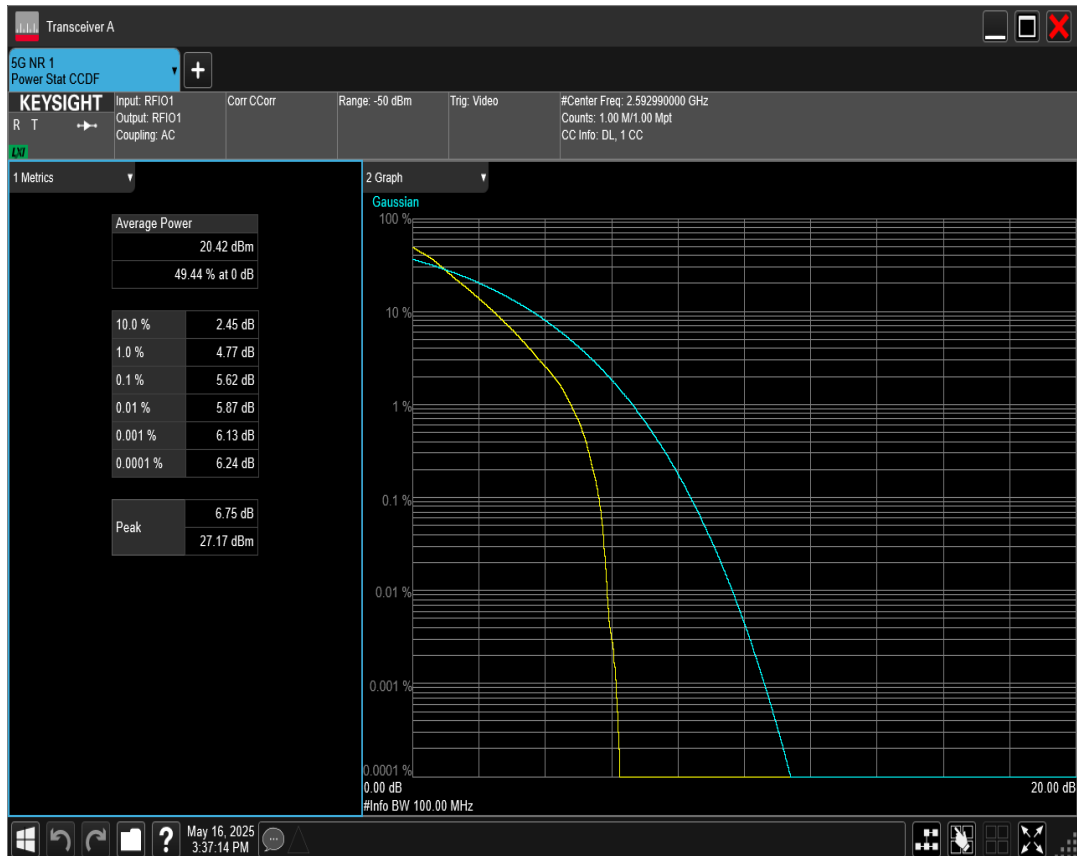 Transceiver A
5G NR 1
Power Stat CCDF
+
KEYSIGHT
R T
LXI
Input: RFIO1
Output: RFIO1
Coupling: AC
Corr CCorr
Range: -50 dBm
Trig: Video
#Center Freq: 2.592990000 GHz
Counts: 1.00 M/1.00 Mpt
CC Info: DL, 1 CC
1 Metrics
Average Power
20.42 dBm
49.44 % at 0 dB
10.0 % 2.45 dB
1.0 % 4.77 dB
0.1 % 5.62 dB
0.01 % 5.87 dB
0.001 % 6.13 dB
0.0001 % 6.24 dB
Peak 6.75 dB
27.17 dBm
2 Graph
Gaussian
100 %
10 %
1 %
0.1 %
0.01 %
0.001 %
0.0001 %
0.00 dB 20.00 dB
#Info BW 100.00 MHz
?
May 16, 2025
3:37:14 PM